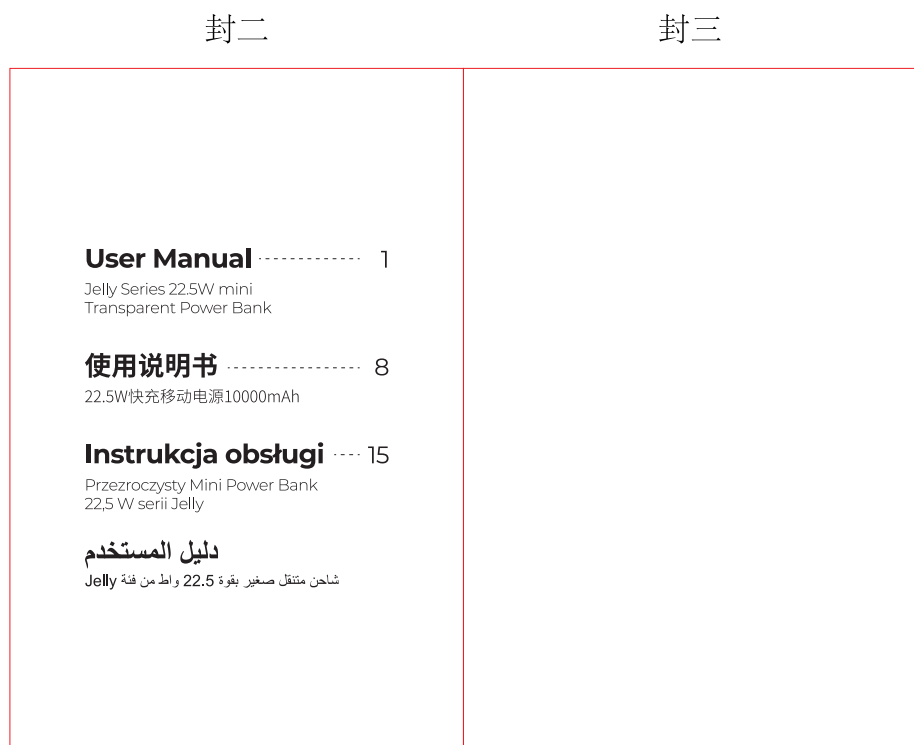 封二
封三
User Manual ------------- 1
Jelly Series 22.5W mini
Transparent Power Bank
使用说明书 ---------------- 8
22.5W快充移动电源10000mAh
Instrukcja obsługi ---- 15
Przezroczysty Mini Power Bank
22,5 W serii Jelly
دليل المستخدم
شاحن متنقل صغير بقوة 22.5 واط من فئة Jelly